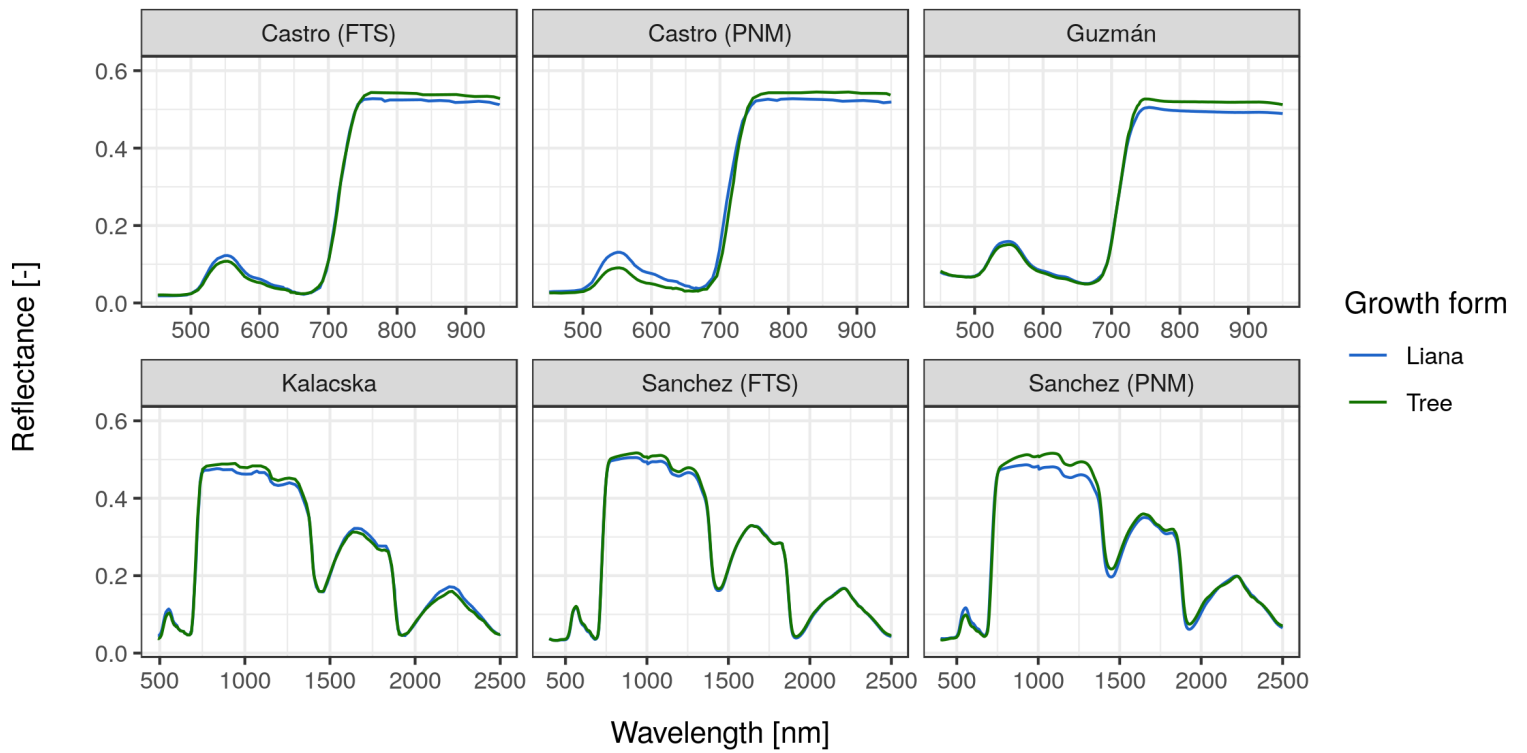 Castro (FTS) Castro (PNM) Guzmán
0.6
0.4
0.2
0.0
500 600 700 800 900 500 600 700 800 900 500 600 700 800 900
Reflectance [-]
Growth form
Liana
Tree
Kalacska Sanchez (FTS) Sanchez (PNM)
0.6
0.4
0.2
0.0
500 1000 1500 2000 2500 500 1000 1500 2000 2500 500 1000 1500 2000 2500
Wavelength [nm]